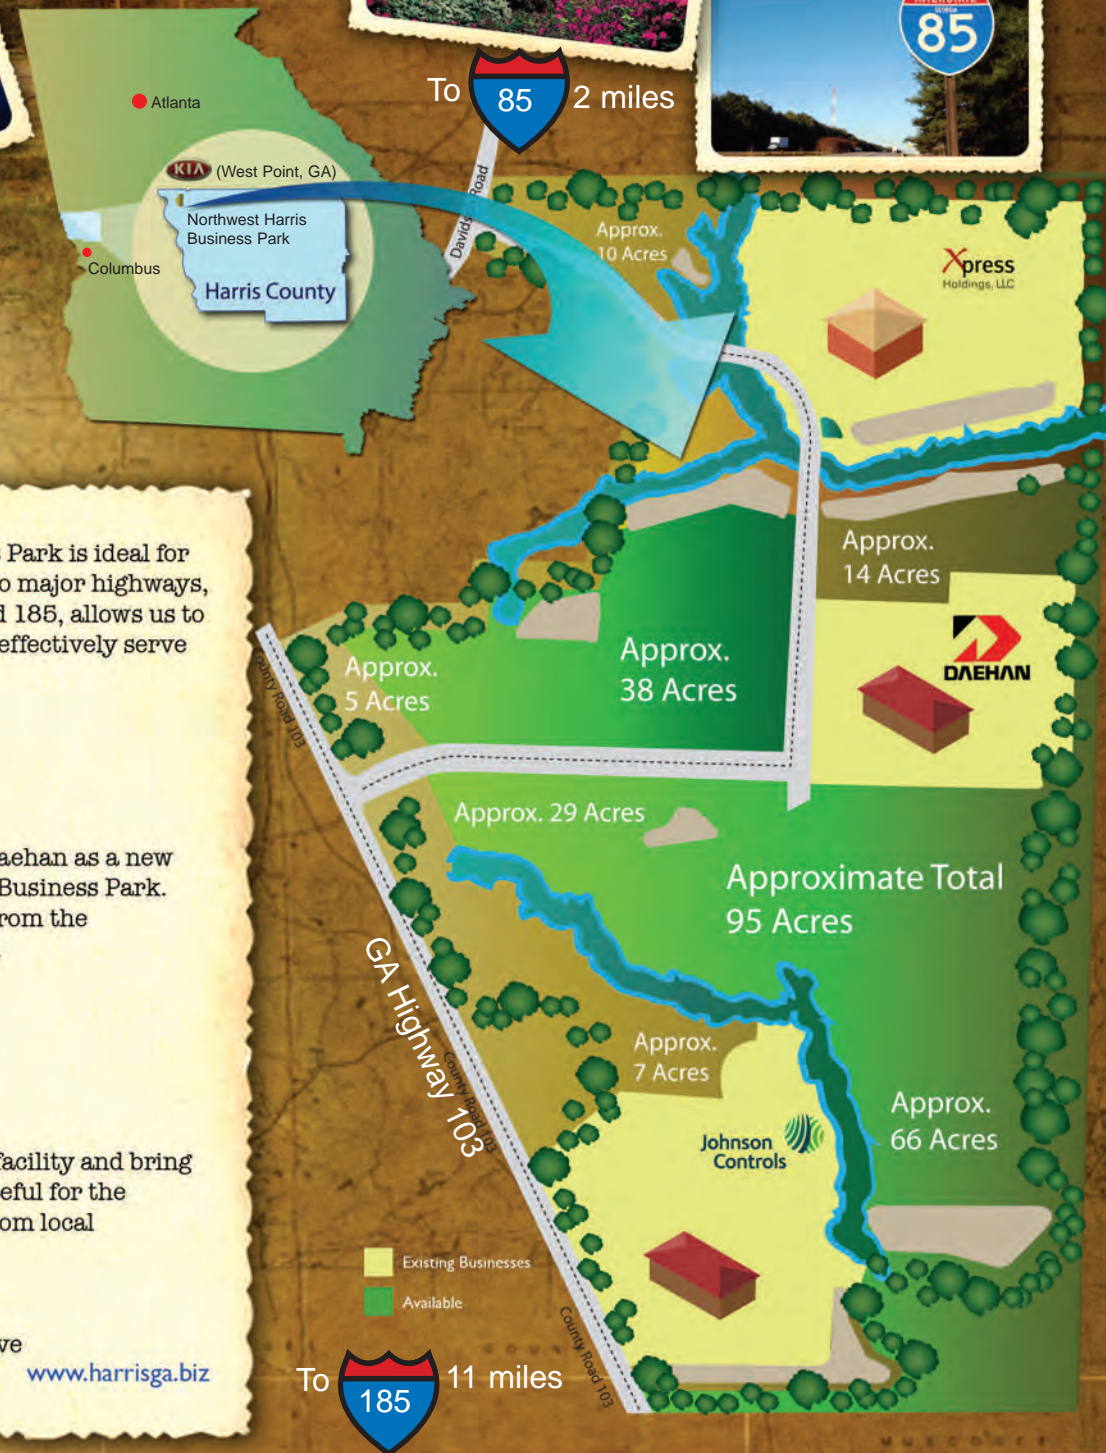 INTERSTATE
GEORGIA
85
To
85
2 miles
Atlanta
KIA
(West Point, GA)
Northwest Harris
Business Park
Columbus
Harris County
Davids
Road
Approx.
10 Acres
Xpress
Holdings, LLC
Approx.
14 Acres
DAEHAN
Approx.
38 Acres
Approx.
5 Acres
County Road 103
Approx. 29 Acres
Approximate Total
95 Acres
GA Highway 103
County Road 103
Approx.
7 Acres
Approx.
66 Acres
Johnson
Controls
Existing Businesses
Available
County Road 103
To
185
11 miles
Park is ideal for
o major highways,
d 185, allows us to
effectively serve
aehan as a new
Business Park.
rom the
facility and bring
eful for the
om local
ve
www.harrisga.biz